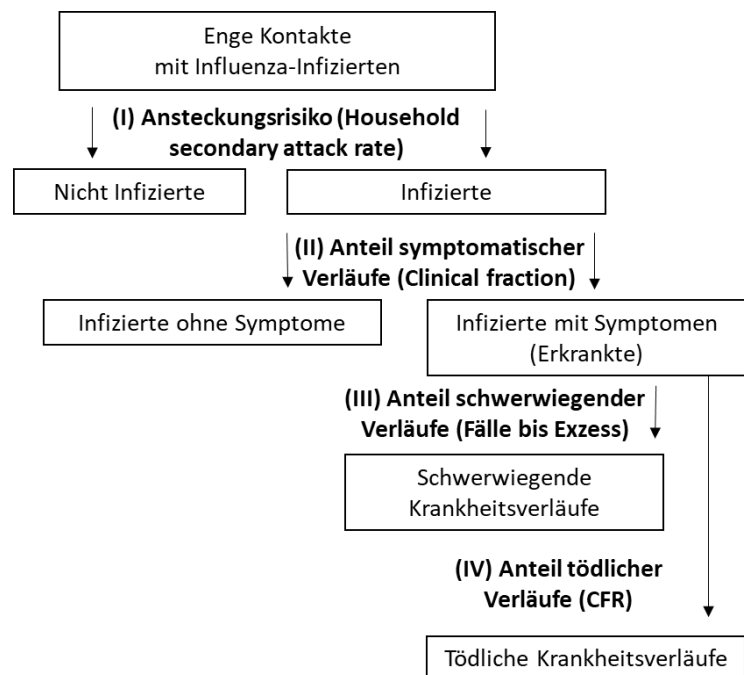 Enge Kontakte
mit Influenza-Infizierten
(I) Ansteckungsrisiko (Household
secondary attack rate)
Nicht Infizierte
Infizierte
(II) Anteil symptomatischer
Verläufe (Clinical fraction)
Infizierte ohne Symptome
Infizierte mit Symptomen
(Erkrankte)
(III) Anteil schwerwiegender
Verläufe (Fälle bis Exzess)
Schwerwiegende
Krankheitsverläufe
(IV) Anteil tödlicher
Verläufe (CFR)
Tödliche Krankheitsverläufe